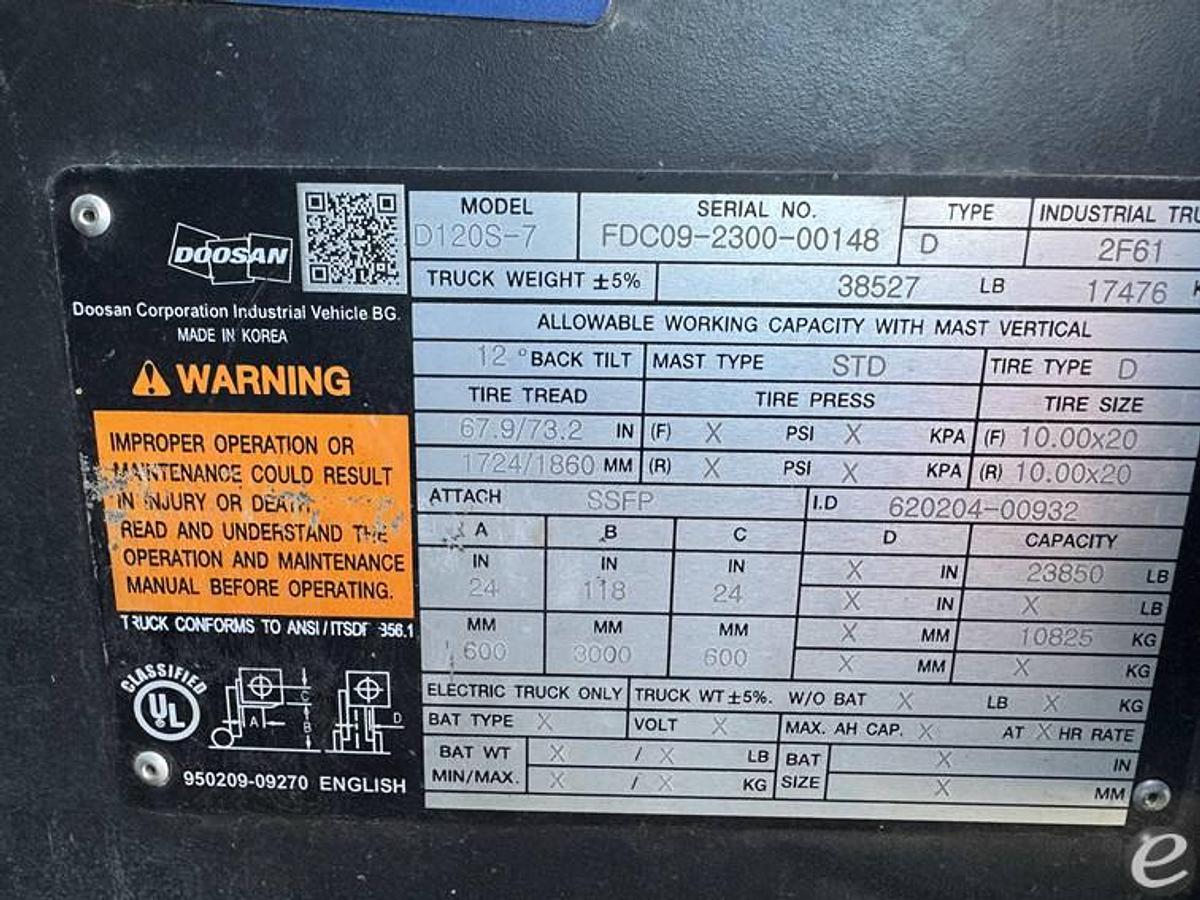 DOOSAN
Doosan Corporation Industrial Vehicle BG.
MADE IN KOREA
WARNING
IMPROPER OPERATION OR
MAINTENANCE COULD RESULT
IN INJURY OR DEATH.
READ AND UNDERSTAND THE
OPERATION AND MAINTENANCE
MANUAL BEFORE OPERATING.
TRUCK CONFORMS TO ANSI/ITSDF B56.1
CLASSIFIED
UL
A B C D
950209-09270 ENGLISH
MODEL SERIAL NO. TYPE INDUSTRIAL TRU
D120S-7 FDC09-2300-00148 D 2F61
TRUCK WEIGHT ±5% 38527 LB 17476 K
ALLOWABLE WORKING CAPACITY WITH MAST VERTICAL
12 °BACK TILT MAST TYPE STD TIRE TYPE D
TIRE TREAD TIRE PRESS TIRE SIZE
67.9/73.2 IN (F) X PSI X KPA (F) 10.00x20
1724/1860 MM (R) X PSI X KPA (R) 10.00x20
ATTACH SSFP I.D 620204-00932
A B C D CAPACITY
IN IN IN X IN 23850 LB
24 118 24 X IN X LB
MM MM MM X MM 10825 KG
600 3000 600 X MM X KG
ELECTRIC TRUCK ONLY TRUCK WT ±5%. W/O BAT X LB X KG
BAT TYPE X VOLT X MAX. AH CAP. X AT X HR RATE
BAT WT X / X LB BAT X IN
MIN/MAX. X / X KG SIZE X MM
e